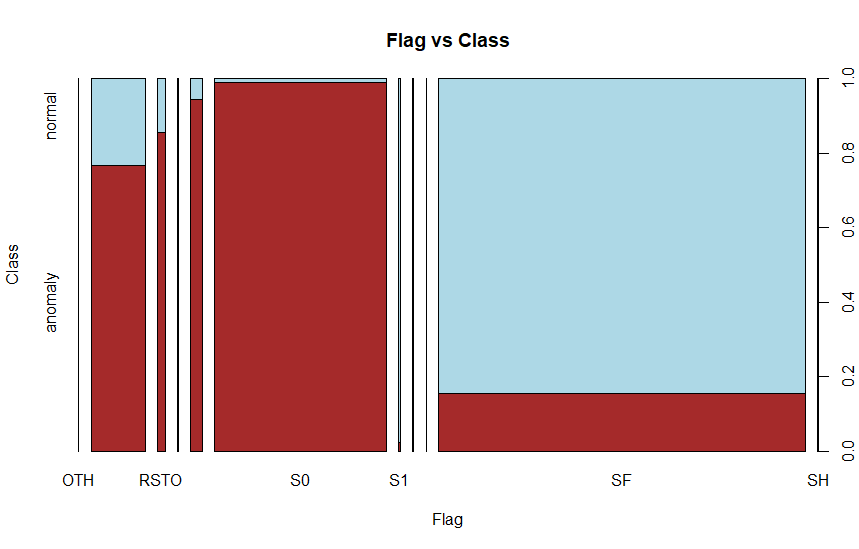 Flag vs Class
normal
anomaly
Class
1.0
0.8
0.6
0.4
0.2
0.0
OTH RSTO S0 S1 SF SH
Flag